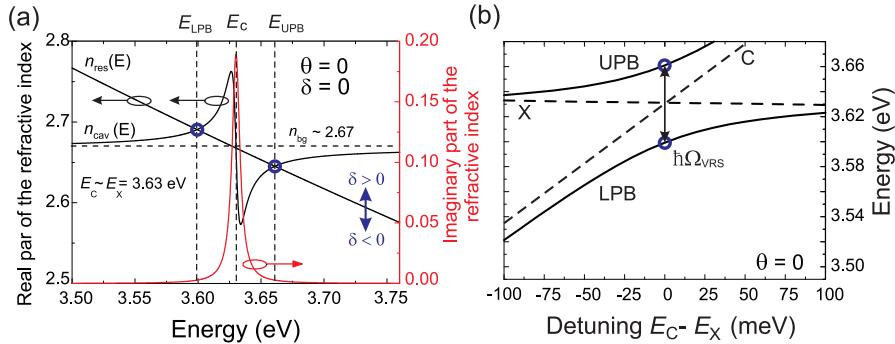 (a)
E_LPB E_C E_UPB
Real par of the refractive index
2.8
2.7
2.6
2.5
n_res(E)
n_cav(E)
θ = 0
δ = 0
n_bg ~ 2.67
E_C ~ E_X = 3.63 eV
δ > 0
δ < 0
3.50 3.55 3.60 3.65 3.70 3.75
Energy (eV)
0.20
0.15
0.10
0.05
0.00
Imaginary part of the
refractive index
(b)
UPB
C
X
ħΩ_VRS
LPB
θ = 0
3.66
3.62
3.58
3.54
3.50
Energy (eV)
-100 -75 -50 -25 0 25 50 75 100
Detuning E_C- E_X (meV)